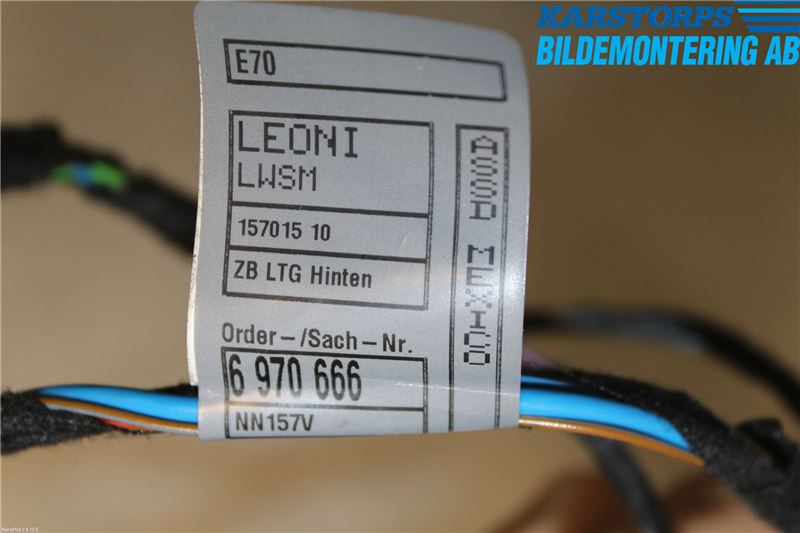 KARSTORPS
BILDEMONTERING AB
E70
LEONI
LWSM
157015 10
ZB LTG Hinten
ASSD MEXICO
Order-/Sach-Nr.
6 970 666
NN157V